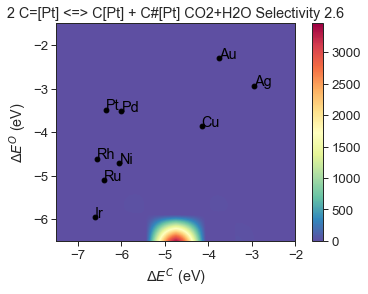 2 C=[Pt] <=> C[Pt] + C#[Pt] CO2+H2O Selectivity 2.6
−2
−3
−4
−5
−6
ΔE^O (eV)
Au
Ag
Pt
Pd
Cu
Rh
Ni
Ru
Ir
−7
−6
−5
−4
−3
−2
ΔE^C (eV)
3000
2500
2000
1500
1000
500
0